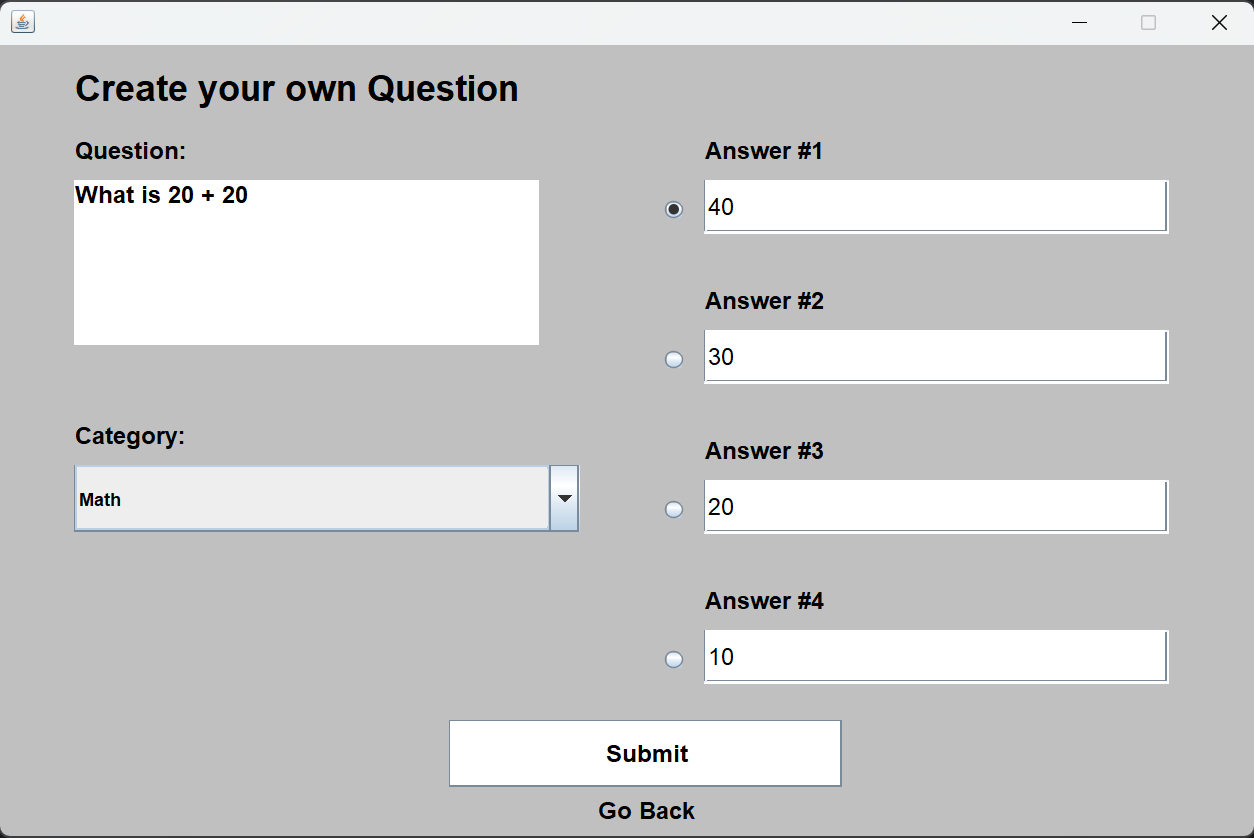 Create your own Question
Question:
What is 20 + 20
Category:
Math
Answer #1
40
Answer #2
30
Answer #3
20
Answer #4
10
Submit
Go Back